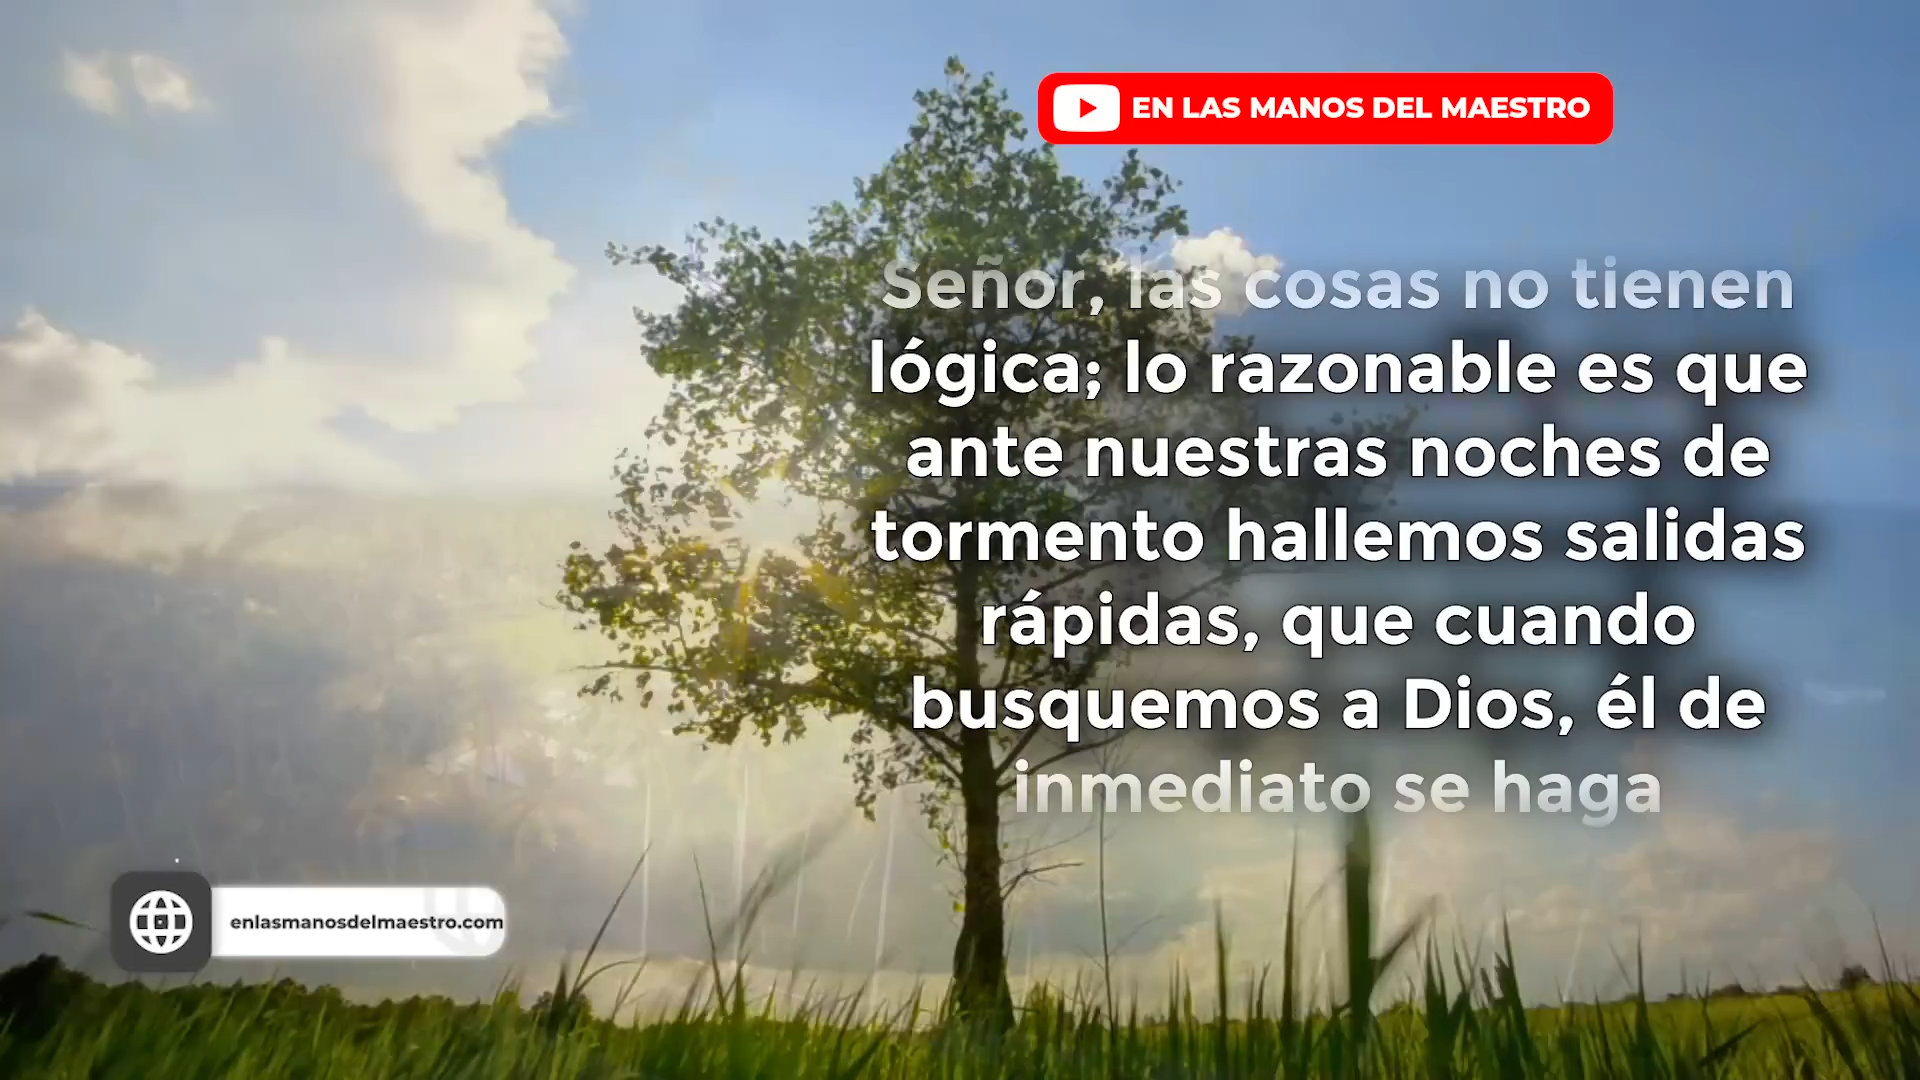 EN LAS MANOS DEL MAESTRO
Señor, las cosas no tienen
lógica; lo razonable es que
ante nuestras noches de
tormento hallemos salidas
rápidas, que cuando
busquemos a Dios, él de
inmediato se haga
enlasmanosdelmaestro.com